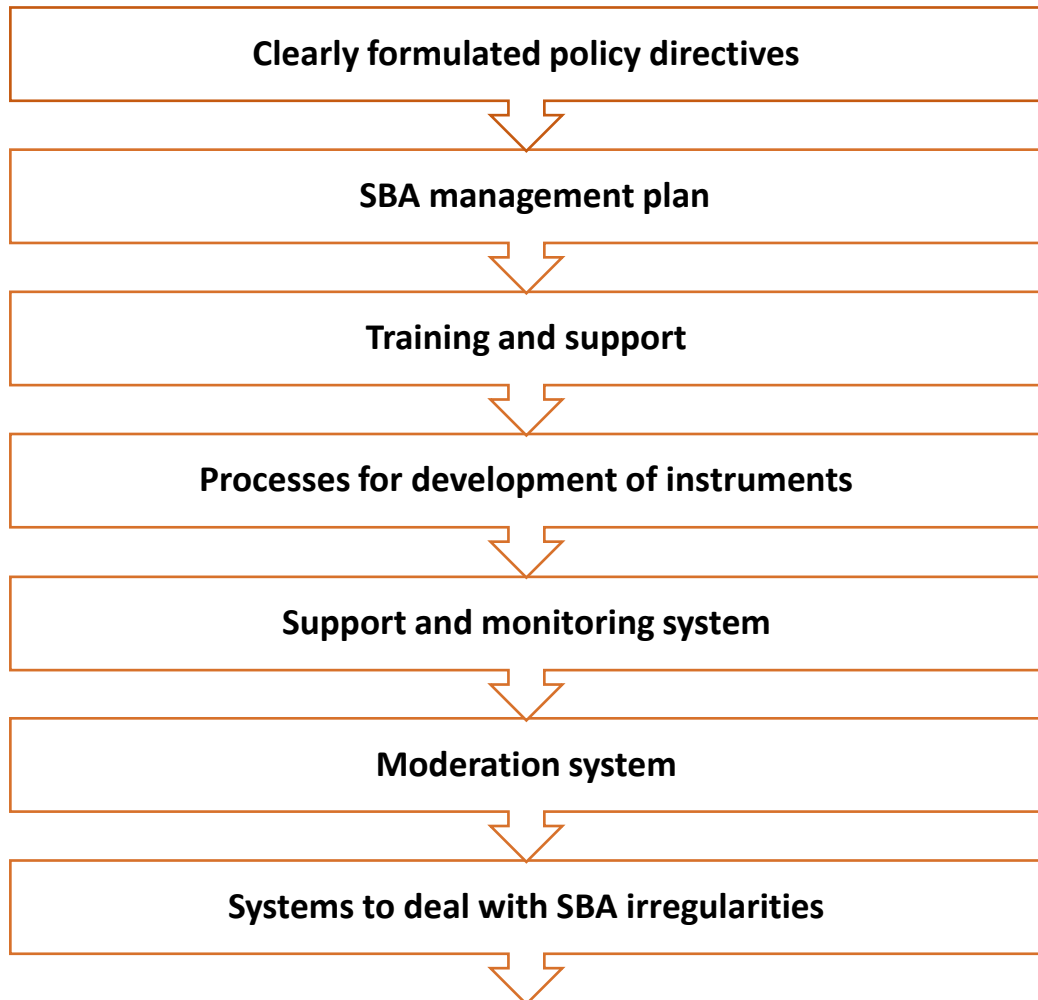 Clearly formulated policy directives
SBA management plan
Training and support
Processes for development of instruments
Support and monitoring system
Moderation system
Systems to deal with SBA irregularities